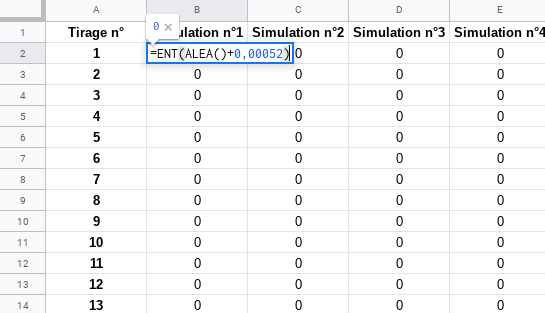 A B C D E
0 ×
1 Tirage n° ulation n°1 Simulation n°2 Simulation n°3 Simulation n°4
2 1 =ENT(ALEA()+0,00052) 0 0 0
3 2 0 0 0 0
4 3 0 0 0 0
5 4 0 0 0 0
6 5 0 0 0 0
7 6 0 0 0 0
8 7 0 0 0 0
9 8 0 0 0 0
10 9 0 0 0 0
11 10 0 0 0 0
12 11 0 0 0 0
13 12 0 0 0 0
14 13 0 0 0 0